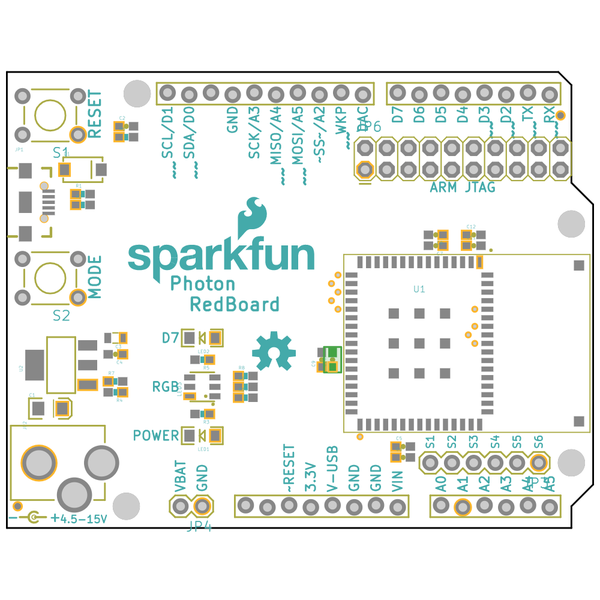 RESET
S1
SCL/D1
SDA/D0
GND
SCK/A3
MISO/A4
MOSI/A5
~SS~/A2
WKP
DAC
D7
D6
D5
D4
D3
D2
TX
RX
JP6
ARM JTAG
sparkfun
Photon
RedBoard
MODE
S2
U1
D7
RGB
POWER
VBAT
GND
JP4
~RESET
3.3V
V-USB
GND
GND
VIN
S1
S2
S3
S4
S5
S6
A0
A1
A2
A3
A4
A5
- +4.5-15V